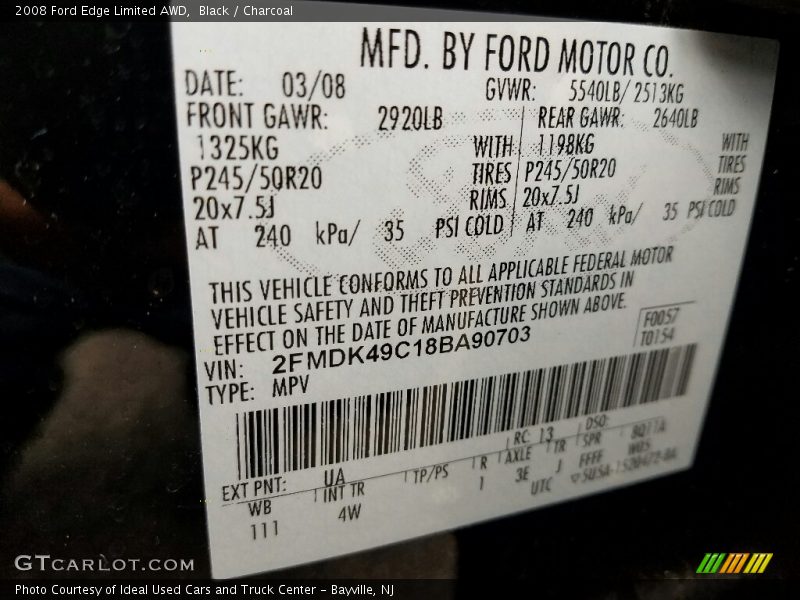 2008 Ford Edge Limited AWD, Black / Charcoal
MFD. BY FORD MOTOR CO.
DATE: 03/08 GVWR: 5540LB/ 2513KG
FRONT GAWR: 2920LB REAR GAWR: 2640LB
1325KG WITH 1198KG WITH
P245/50R20 TIRES P245/50R20 TIRES
20x7.5J RIMS 20x7.5J RIMS
AT 240 kPa/ 35 PSI COLD AT 240 kPa/ 35 PSI COLD
THIS VEHICLE CONFORMS TO ALL APPLICABLE FEDERAL MOTOR
VEHICLE SAFETY AND THEFT PREVENTION STANDARDS IN
EFFECT ON THE DATE OF MANUFACTURE SHOWN ABOVE.
F0057
VIN: 2FMDK49C18BA90703 T0154
TYPE: MPV
RC: 13 DSO:
EXT PNT: UA
WB INT TR TP/PS R AXLE TR SPR
111 4W 1 3E J FFFF
UTC
GTCARLOT.COM
Photo Courtesy of Ideal Used Cars and Truck Center – Bayville, NJ